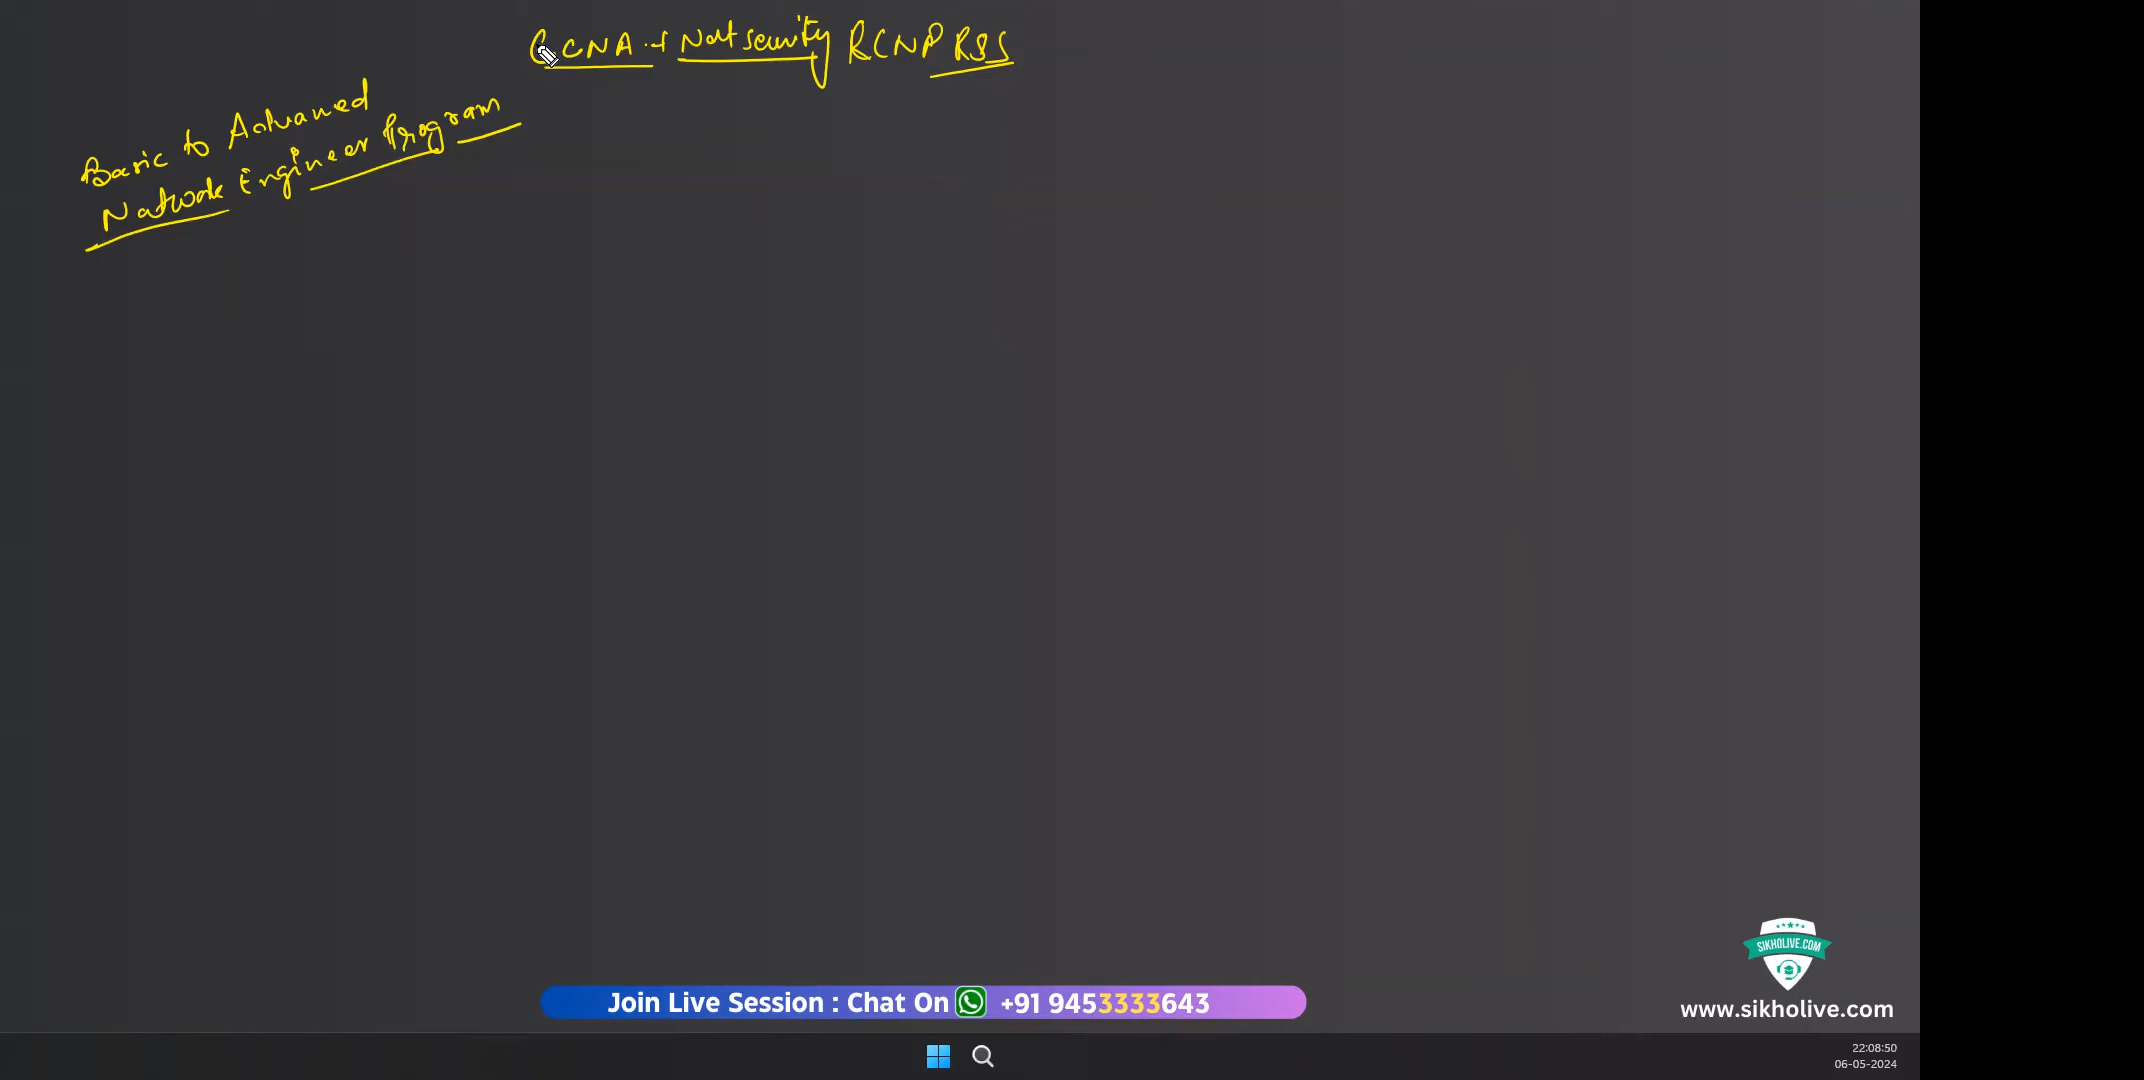 CCNA + Net security RCNP R&S
Basic to Advanced
Network Engineer Program
SIKHOLIVE.COM
Join Live Session : Chat On +91 9453333643
www.sikholive.com
22:08:50
06-05-2024